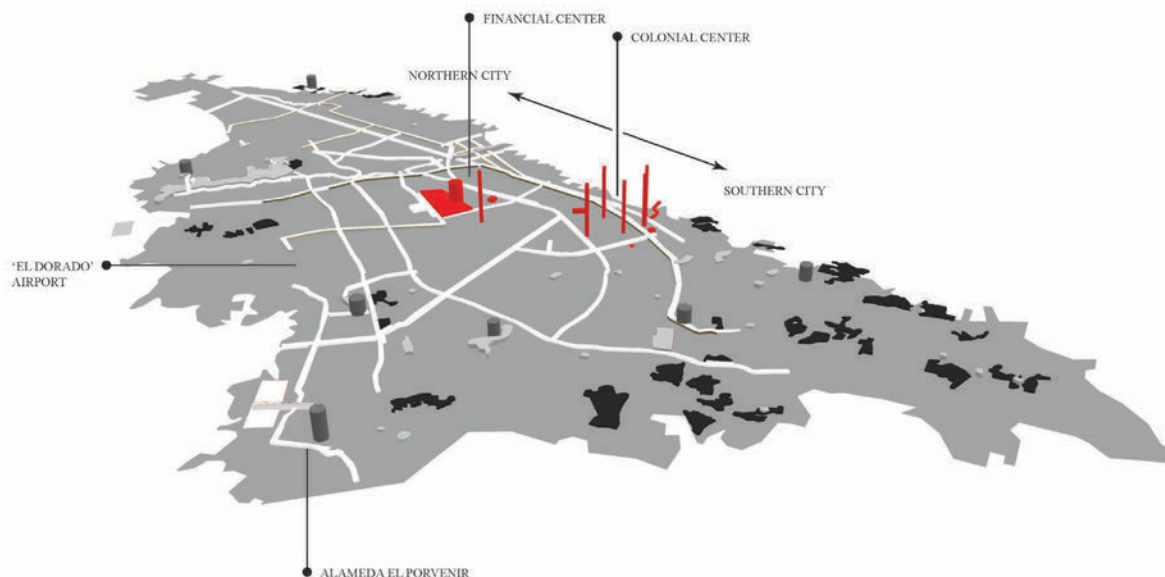 FINANCIAL CENTER
COLONIAL CENTER
NORTHERN CITY
SOUTHERN CITY
‘EL DORADO’
AIRPORT
ALAMEDA EL PORVENIR